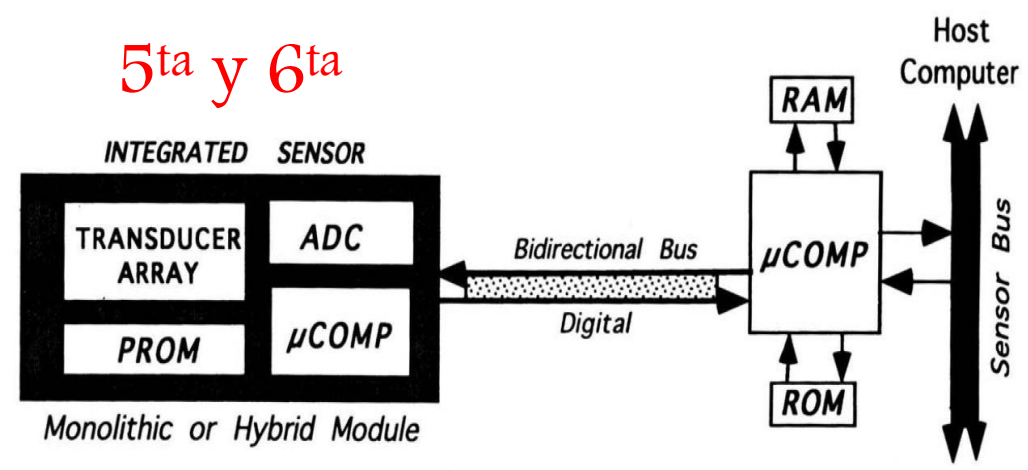 5ta y 6ta
INTEGRATED SENSOR
TRANSDUCER
ARRAY
ADC
PROM
μCOMP
Monolithic or Hybrid Module
Bidirectional Bus
Digital
RAM
μCOMP
ROM
Host
Computer
Sensor Bus